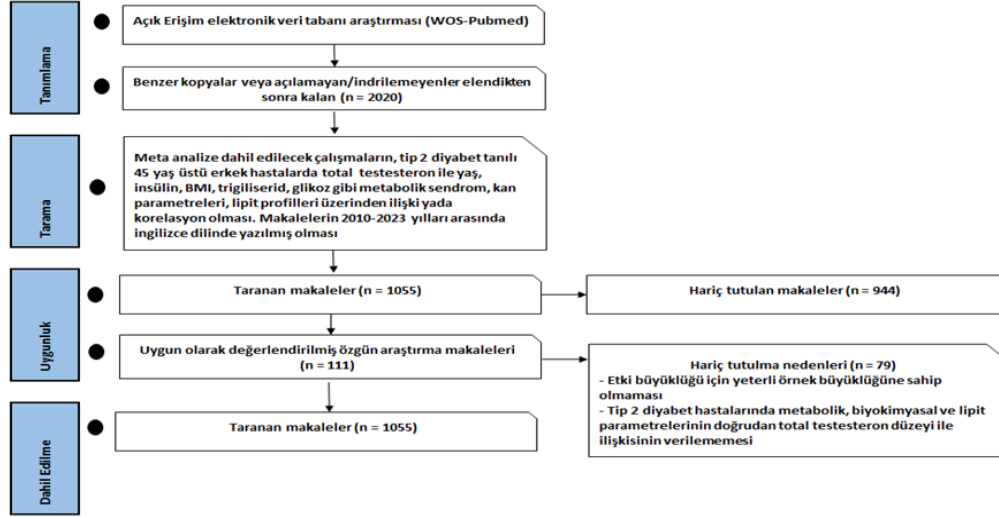 Tanımlama
Açık Erişim elektronik veri tabanı araştırması (WOS-Pubmed)
Benzer kopyalar veya açılamayan/indrilemeyenler elendikten
sonra kalan (n = 2020)
Tarama
Meta analize dahil edilecek çalışmaların, tip 2 diyabet tanılı
45 yaş üstü erkek hastalarda total testesteron ile yaş,
insülin, BMI, trigiliserid, glikoz gibi metabolik sendrom, kan
parametreleri, lipit profilleri üzerinden ilişki yada
korelasyon olması. Makalelerin 2010-2023 yılları arasında
ingilizce dilinde yazılmış olması
Uygunluk
Taranan makaleler (n = 1055)
Hariç tutulan makaleler (n = 944)
Uygun olarak değerlendirilmiş özgün araştırma makaleleri
(n = 111)
Hariç tutulma nedenleri (n = 79)
- Etki büyüklüğü için yeterli örnek büyüklüğüne sahip
olmaması
- Tip 2 diyabet hastalarında metabolik, biyokimyasal ve lipit
parametrelerinin doğrudan total testesteron düzeyi ile
ilişkisinin verilememesi
Dahil Edilme
Taranan makaleler (n = 1055)